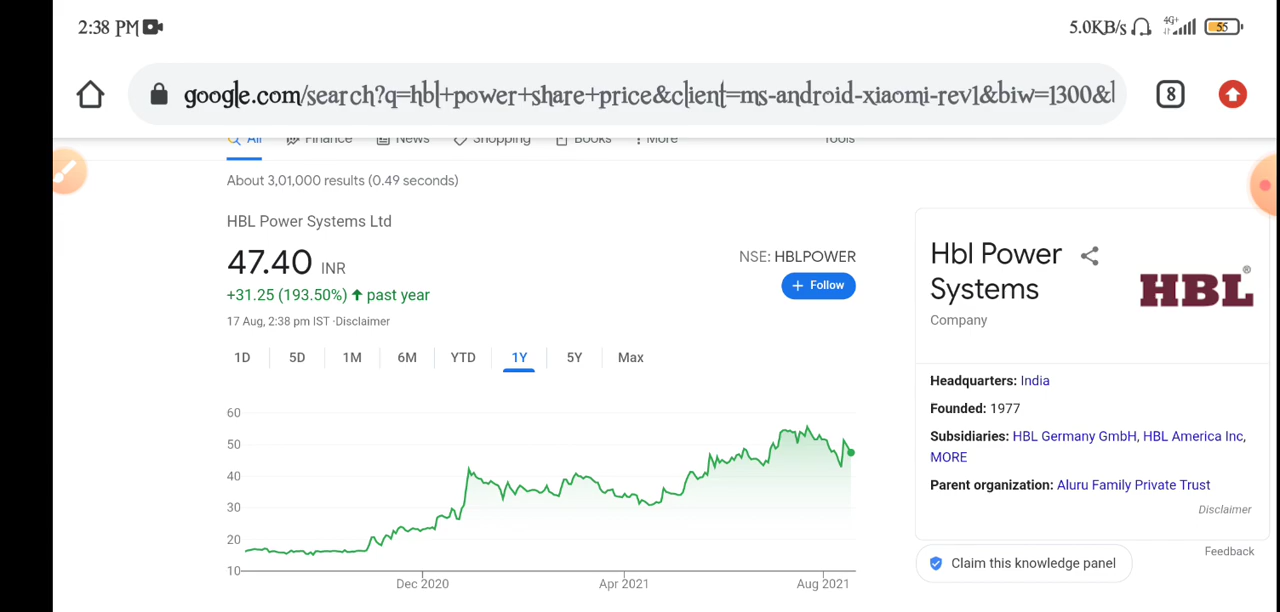 2:38 PM
5.0KB/s 4G+ 55
google.com/search?q=hbl+power+share+price&client=ms-android-xiaomi-rev1&biw=1300&l
8
All Finance News Shopping Books More Tools
About 3,01,000 results (0.49 seconds)
HBL Power Systems Ltd
47.40 INR
+31.25 (193.50%) past year
17 Aug, 2:38 pm IST ·Disclaimer
NSE: HBLPOWER
+ Follow
1D 5D 1M 6M YTD 1Y 5Y Max
60
50
40
30
20
10
Dec 2020 Apr 2021 Aug 2021
Hbl Power
Systems
Company
HBL®
Headquarters: India
Founded: 1977
Subsidiaries: HBL Germany GmbH, HBL America Inc,
MORE
Parent organization: Aluru Family Private Trust
Disclaimer
Feedback
Claim this knowledge panel